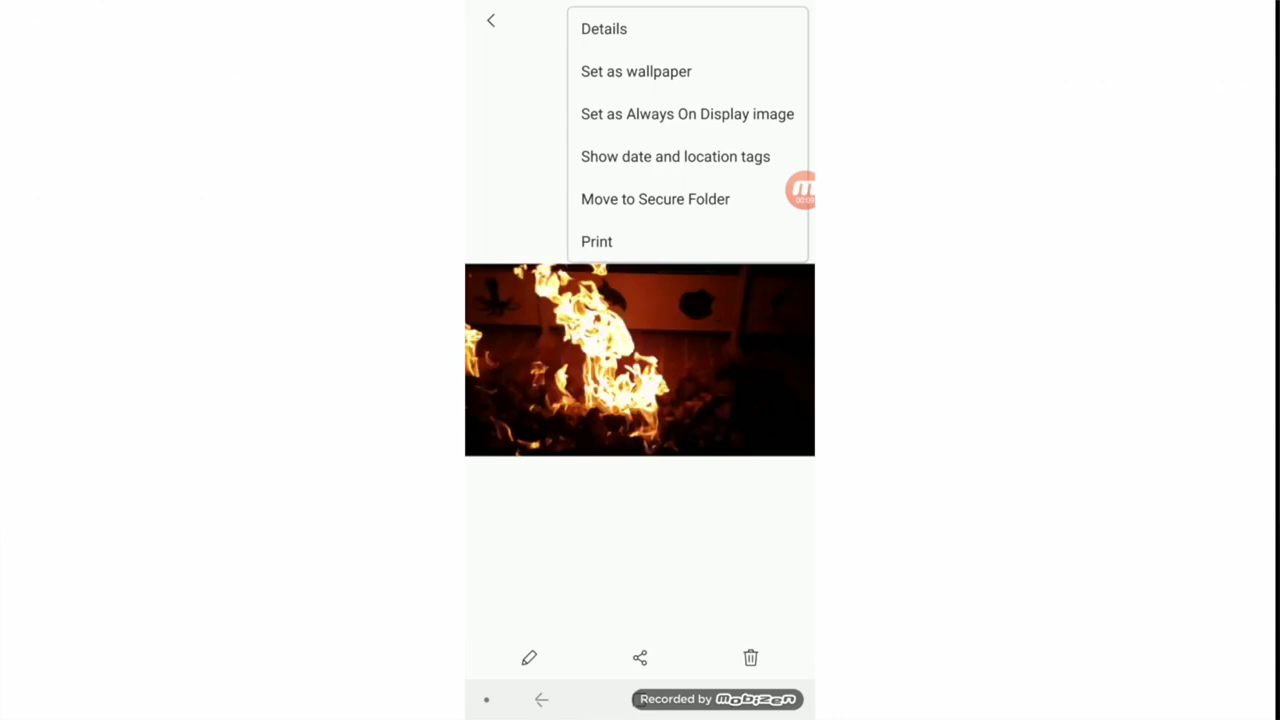 Details
Set as wallpaper
Set as Always On Display image
Show date and location tags
Move to Secure Folder
Print
Recorded by mobizen